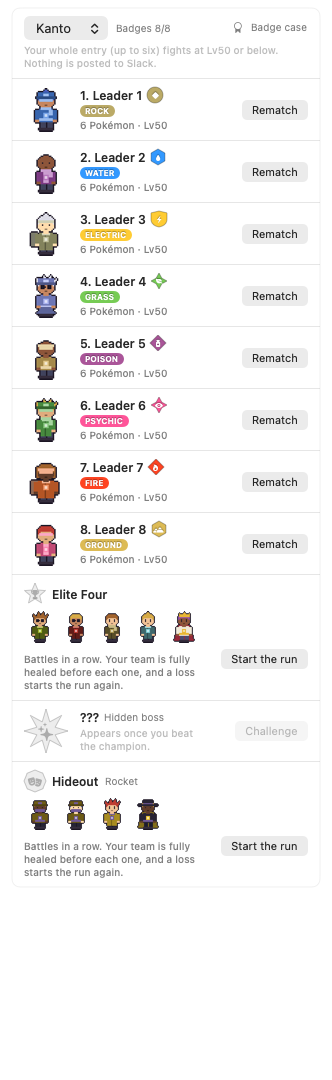 Kanto
Badges 8/8
Badge case
Your whole entry (up to six) fights at Lv50 or below.
Nothing is posted to Slack.
1. Leader 1
ROCK
6 Pokémon · Lv50
Rematch
2. Leader 2
WATER
6 Pokémon · Lv50
Rematch
3. Leader 3
ELECTRIC
6 Pokémon · Lv50
Rematch
4. Leader 4
GRASS
6 Pokémon · Lv50
Rematch
5. Leader 5
POISON
6 Pokémon · Lv50
Rematch
6. Leader 6
PSYCHIC
6 Pokémon · Lv50
Rematch
7. Leader 7
FIRE
6 Pokémon · Lv50
Rematch
8. Leader 8
GROUND
6 Pokémon · Lv50
Rematch
Elite Four
Battles in a row. Your team is fully
healed before each one, and a loss
starts the run again.
Start the run
??? Hidden boss
Appears once you beat
the champion.
Challenge
Hideout Rocket
Battles in a row. Your team is fully
healed before each one, and a loss
starts the run again.
Start the run